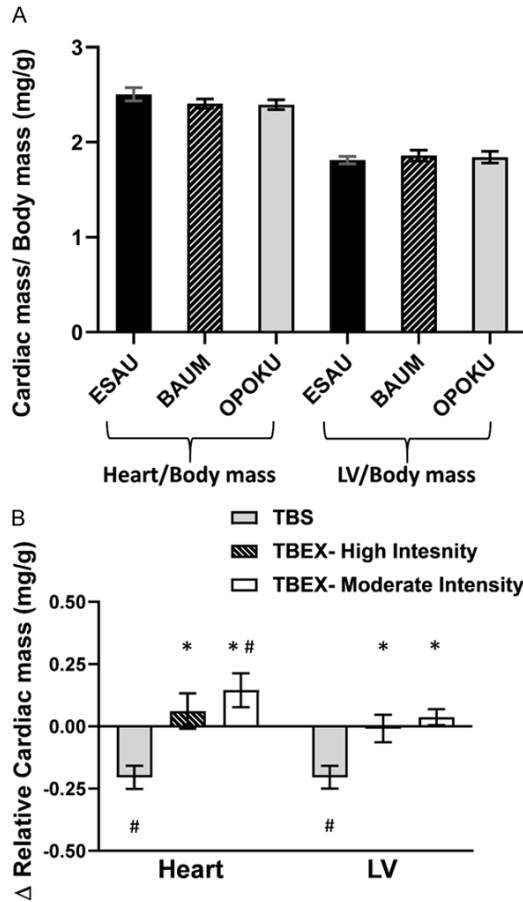 A
Cardiac mass/ Body mass (mg/g)
3
2
1
0
ESAU
BAUM
OPOKU
ESAU
BAUM
OPOKU
Heart/Body mass
LV/Body mass
B
TBS
TBEX- High Intesnity
TBEX- Moderate Intensity
Δ Relative Cardiac mass (mg/g)
0.50
0.25
0.00
-0.25
-0.50
*
* #
*
*
#
#
Heart
LV